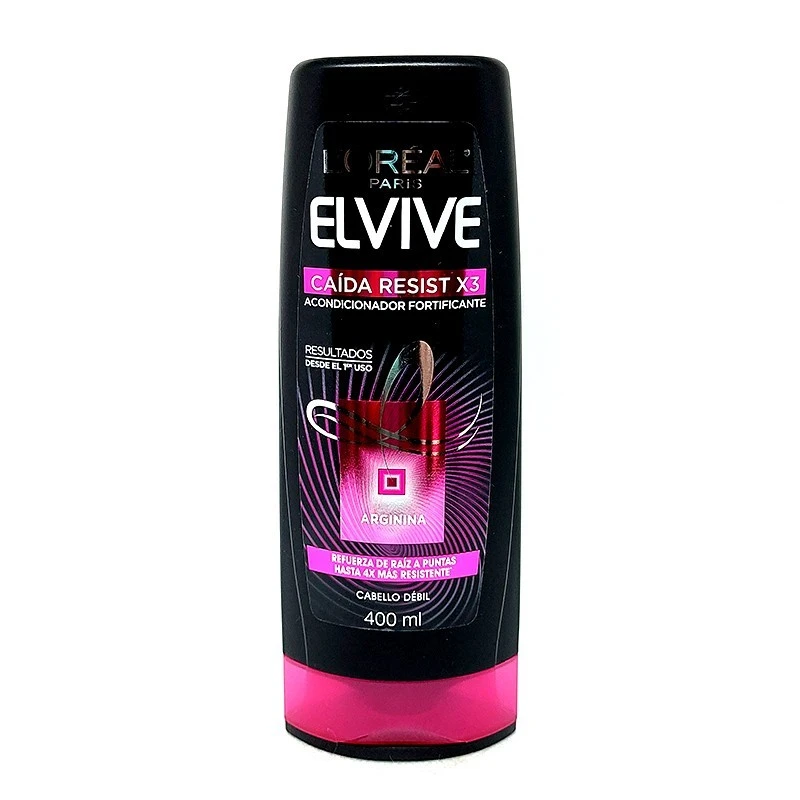 L'ORÉAL
PARIS
ELVIVE
CAÍDA RESIST X3
ACONDICIONADOR FORTIFICANTE
RESULTADOS
DESDE EL 1ER USO
ARGININA
REFUERZA DE RAÍZ A PUNTAS
HASTA 4X MÁS RESISTENTE*
CABELLO DÉBIL
400 ml